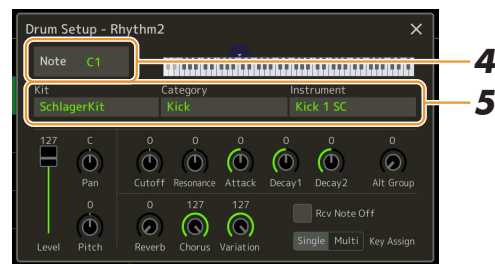 Drum Setup - Rhythm2
Note C1
4
Kit Category Instrument
SchlagerKit Kick Kick 1 SC
5
127 C 0 0 0 0 0 0
Pan Cutoff Resonance Attack Decay1 Decay2 Alt Group
0 0 127 127
Rcv Note Off
Single Multi Key Assign
Level Pitch Reverb Chorus Variation